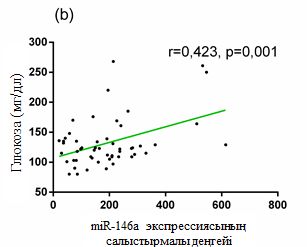 (b)
r=0,423, p=0,001
Глюкоза (мг/дл)
300
250
200
150
100
50
0 200 400 600 800
miR-146a экспрессиясының
салыстырмалы деңгейі